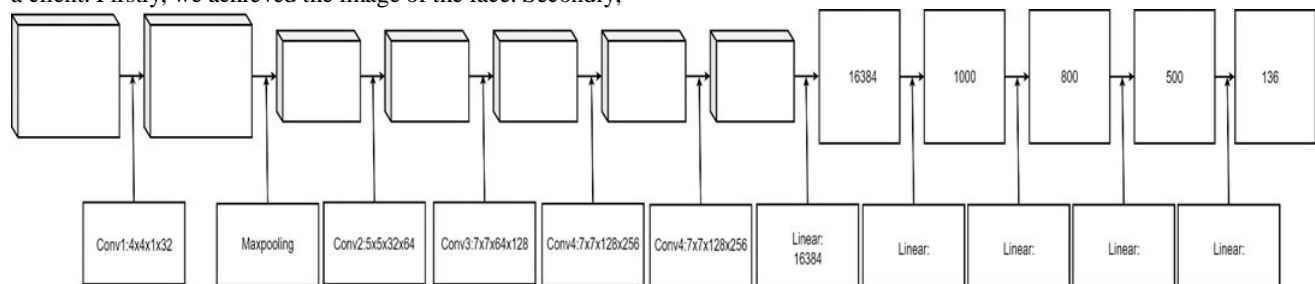 a client. Firstly, we achieved the image of the face. Secondly,
16384
1000
800
500
136
Conv1:4x4x1x32
Maxpooling
Conv2:5x5x32x64
Conv3:7x7x64x128
Conv4:7x7x128x256
Conv4:7x7x128x256
Linear:
16384
Linear:
Linear:
Linear:
Linear: